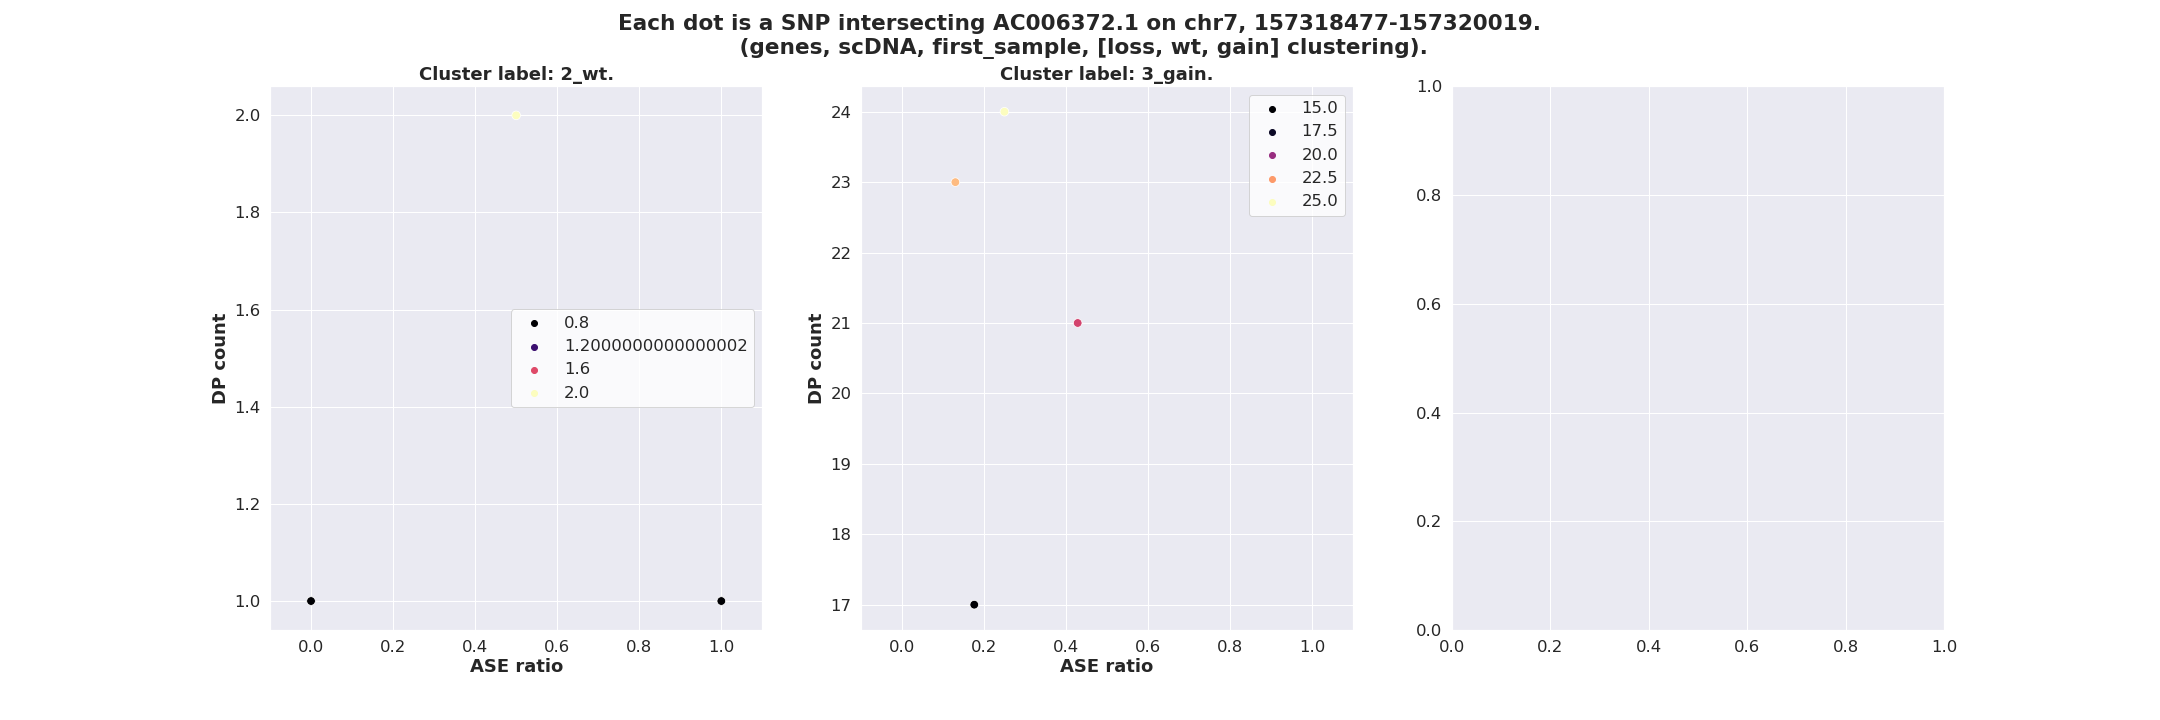 Each dot is a SNP intersecting AC006372.1 on chr7, 157318477-157320019.
(genes, scDNA, first_sample, [loss, wt, gain] clustering).
Cluster label: 2_wt.
2.0
1.8
1.6
1.4
1.2
1.0
DP count
0.8
1.2000000000000002
1.6
2.0
0.0 0.2 0.4 0.6 0.8 1.0
ASE ratio
Cluster label: 3_gain.
24
23
22
21
20
19
18
17
DP count
15.0
17.5
20.0
22.5
25.0
0.0 0.2 0.4 0.6 0.8 1.0
ASE ratio
1.0
0.8
0.6
0.4
0.2
0.0
0.0 0.2 0.4 0.6 0.8 1.0